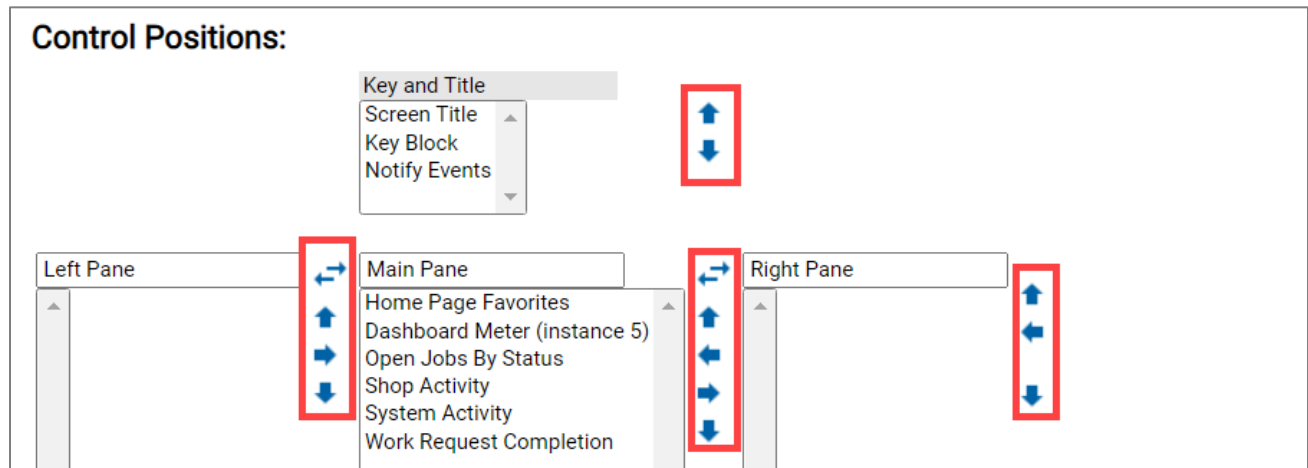 Control Positions:
Key and Title
Screen Title
Key Block
Notify Events
Left Pane
Main Pane
Right Pane
Home Page Favorites
Dashboard Meter (instance 5)
Open Jobs By Status
Shop Activity
System Activity
Work Request Completion